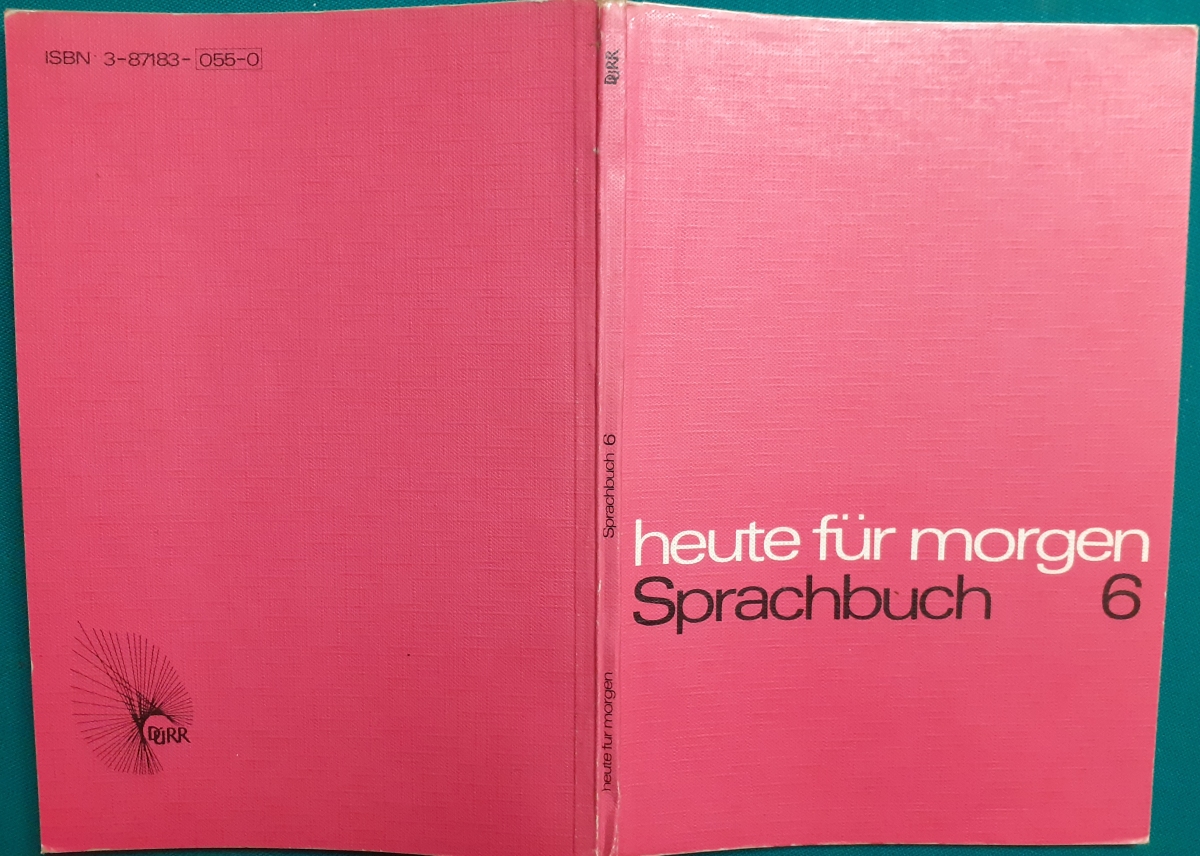 ISBN 3-87183-055-0
DÜRR
DÜRR
Sprachbuch 6
heute für morgen
heute für morgen
Sprachbuch 6